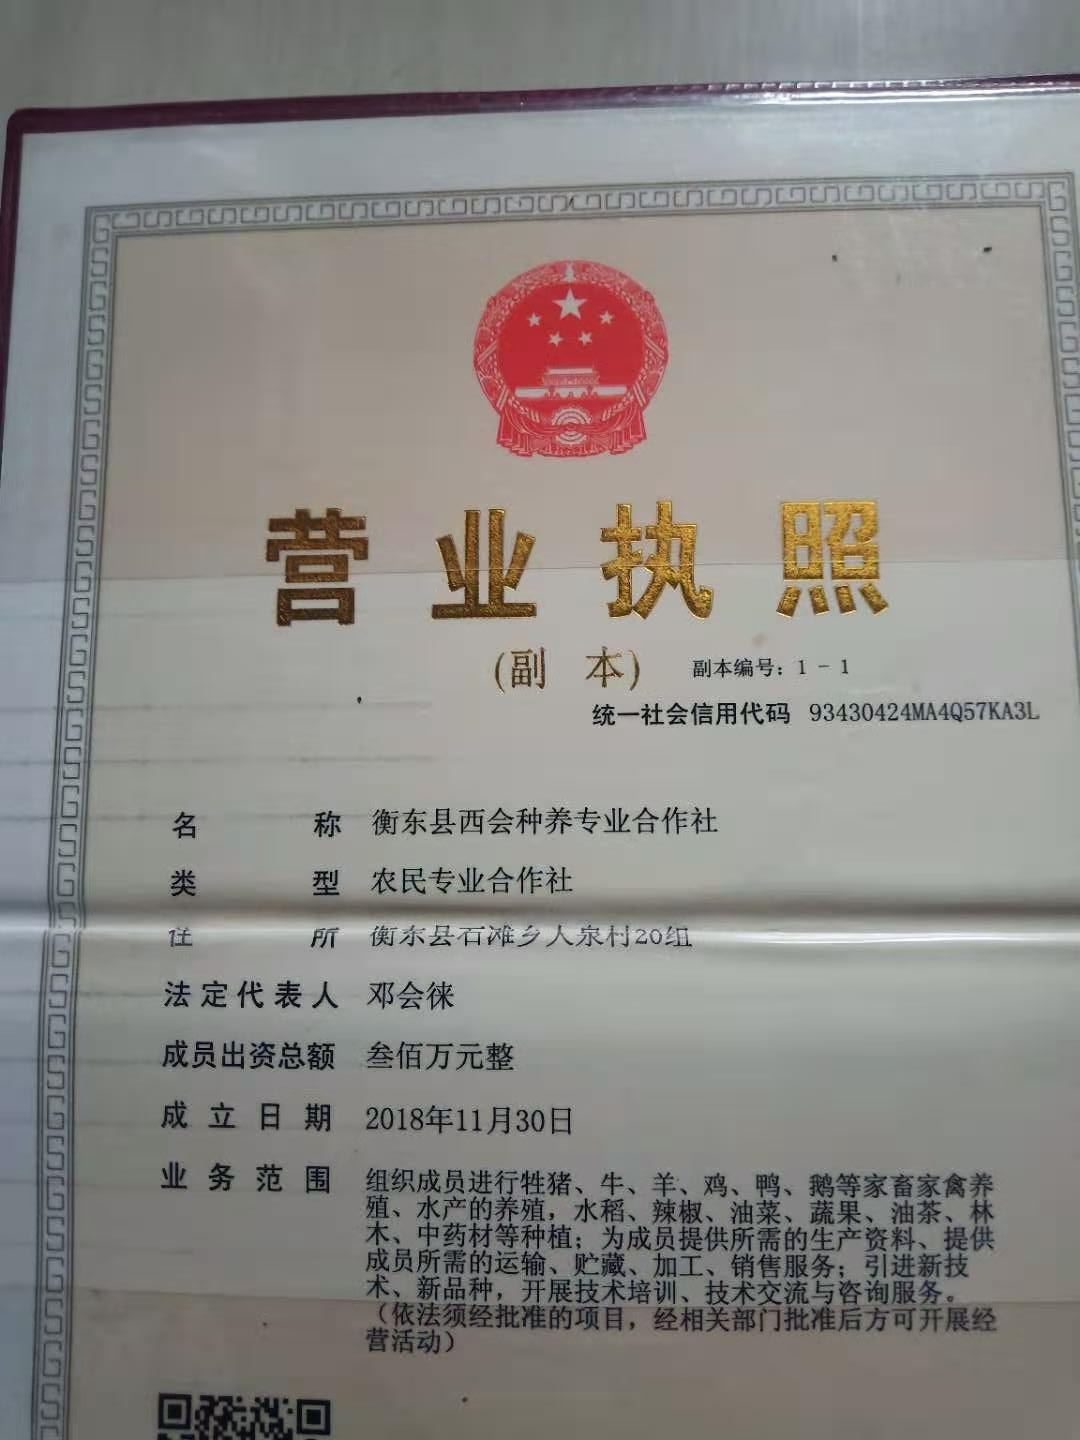 营业执照
(副 本) 副本编号：1 - 1
统一社会信用代码 93430424MA4Q57KA3L
名称 衡东县西会种养专业合作社
类型 农民专业合作社
住所 衡东县石滩乡人泉村20组
法定代表人 邓会徕
成员出资总额 叁佰万元整
成立日期 2018年11月30日
业务范围 组织成员进行牲猪、牛、羊、鸡、鸭、鹅等家畜家禽养
殖、水产的养殖，水稻、辣椒、油菜、蔬果、油茶、林
木、中药材等种植；为成员提供所需的生产资料、提供
成员所需的运输、贮藏、加工、销售服务；引进新技
术、新品种，开展技术培训、技术交流与咨询服务。
（依法须经批准的项目，经相关部门批准后方可开展经
营活动）